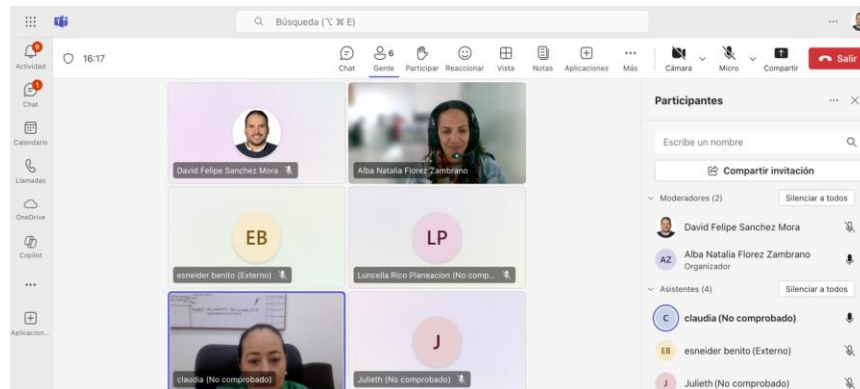 Búsqueda (⌥ ⌘ E)
9
Actividad
1
Chat
Calendario
Llamadas
OneDrive
Copilot
Aplicacion...
16:17
Chat
6
Gente
Participar
Reaccionar
Vista
Notas
Aplicaciones
Más
Cámara
Micro
Compartir
Salir
David Felipe Sanchez Mora
Alba Natalia Florez Zambrano
EB
esneider benito (Externo)
LP
Luncella Rico Planeacion (No comp...
claudia (No comprobado)
J
Julieth (No comprobado)
Participantes
Escribe un nombre
Compartir invitación
Moderadores (2)
Silenciar a todos
David Felipe Sanchez Mora
AZ
Alba Natalia Florez Zambrano
Organizador
Asistentes (4)
Silenciar a todos
C
claudia (No comprobado)
EB
esneider benito (Externo)
J
Julieth (No comprobado)